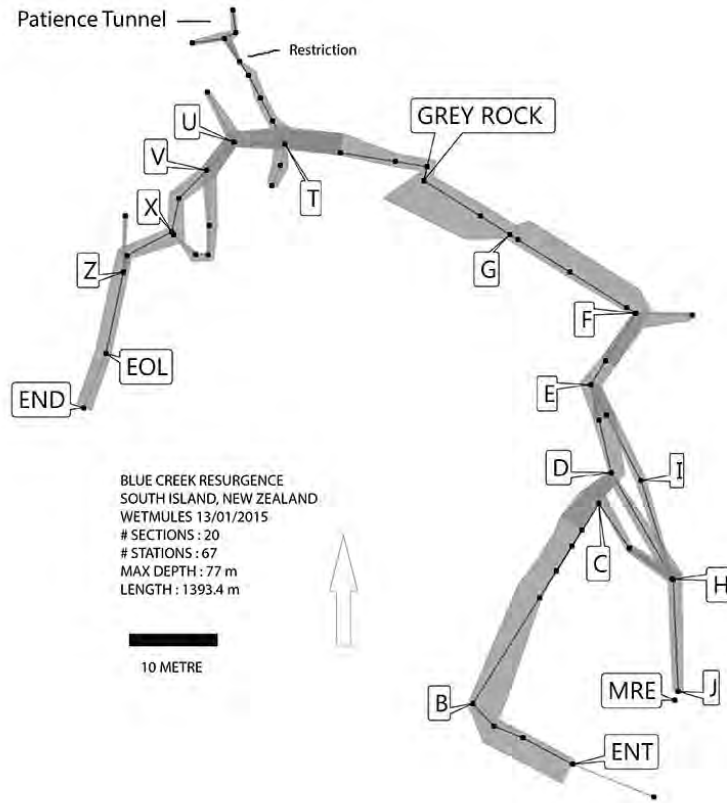 Patience Tunnel
Restriction
GREY ROCK
U
V
T
X
G
Z
F
EOL
END
E
BLUE CREEK RESURGENCE
SOUTH ISLAND, NEW ZEALAND
WETMULES 13/01/2015
# SECTIONS : 20
# STATIONS : 67
MAX DEPTH : 77 m
LENGTH : 1393.4 m
10 METRE
D
I
C
H
MRE
J
B
ENT